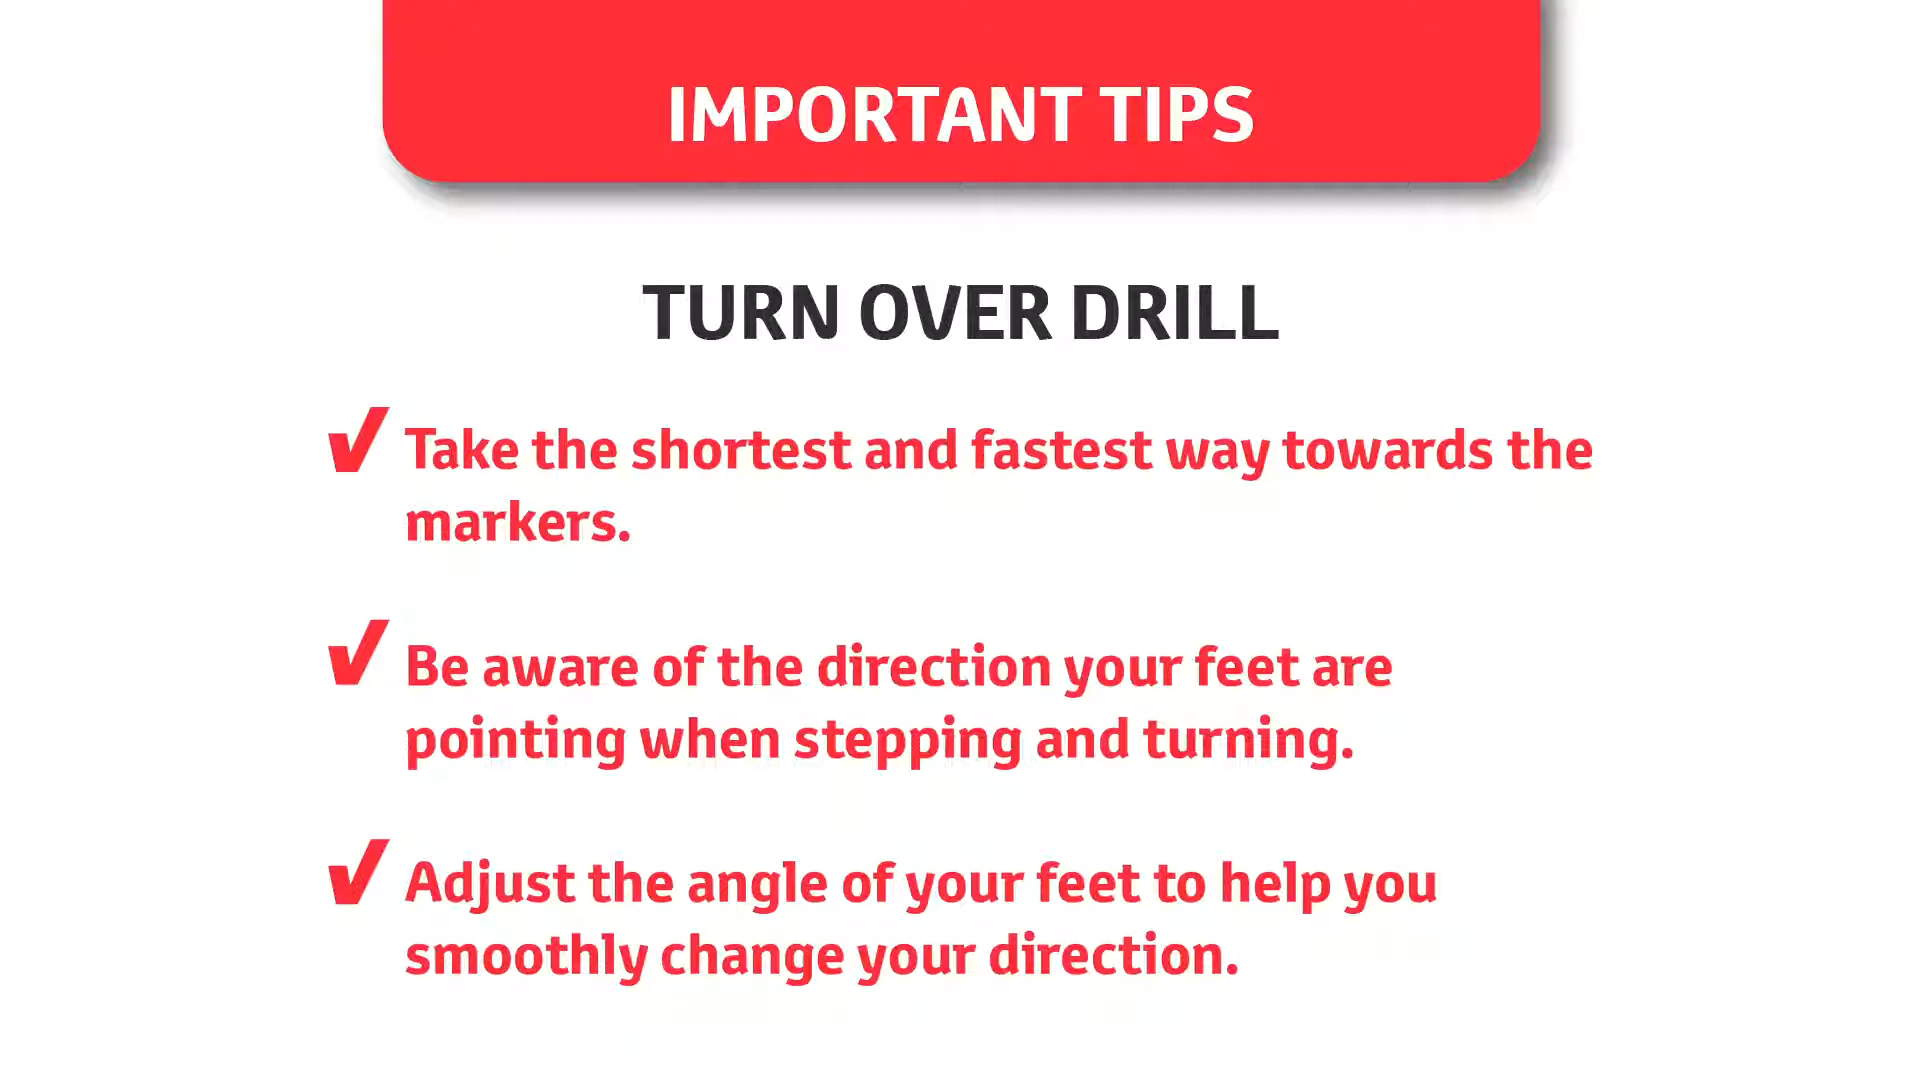 IMPORTANT TIPS
TURN OVER DRILL
Take the shortest and fastest way towards the
markers.
Be aware of the direction your feet are
pointing when stepping and turning.
Adjust the angle of your feet to help you
smoothly change your direction.